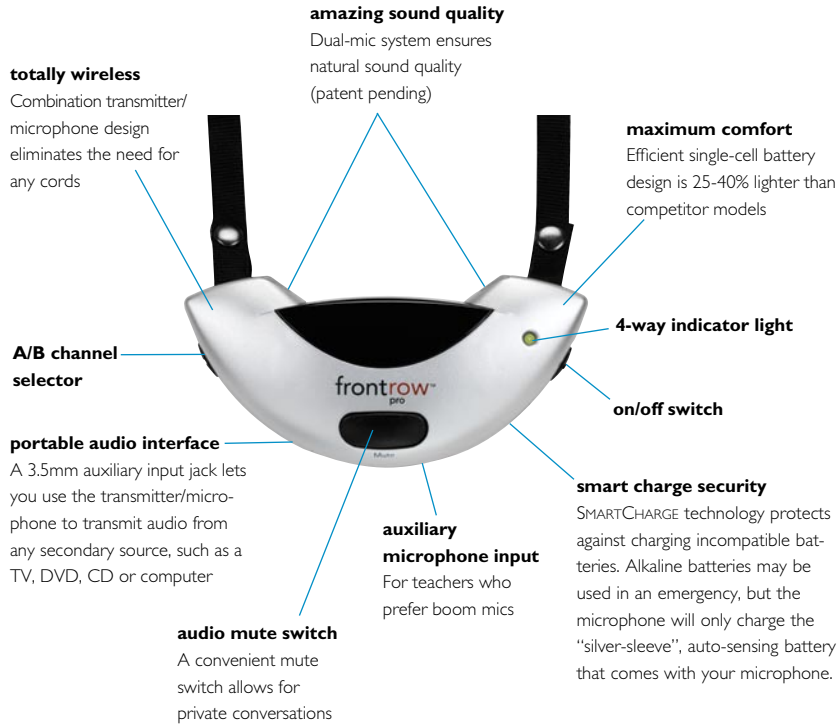 amazing sound quality
Dual-mic system ensures
natural sound quality
(patent pending)
totally wireless
Combination transmitter/
microphone design
eliminates the need for
any cords
maximum comfort
Efficient single-cell battery
design is 25-40% lighter than
competitor models
4-way indicator light
A/B channel
selector
on/off switch
frontrow™
pro
Mute
portable audio interface
A 3.5mm auxiliary input jack lets
you use the transmitter/micro-
phone to transmit audio from
any secondary source, such as a
TV, DVD, CD or computer
auxiliary
microphone input
For teachers who
prefer boom mics
smart charge security
SMARTCHARGE technology protects
against charging incompatible bat-
teries. Alkaline batteries may be
used in an emergency, but the
microphone will only charge the
“silver-sleeve”, auto-sensing battery
that comes with your microphone.
audio mute switch
A convenient mute
switch allows for
private conversations